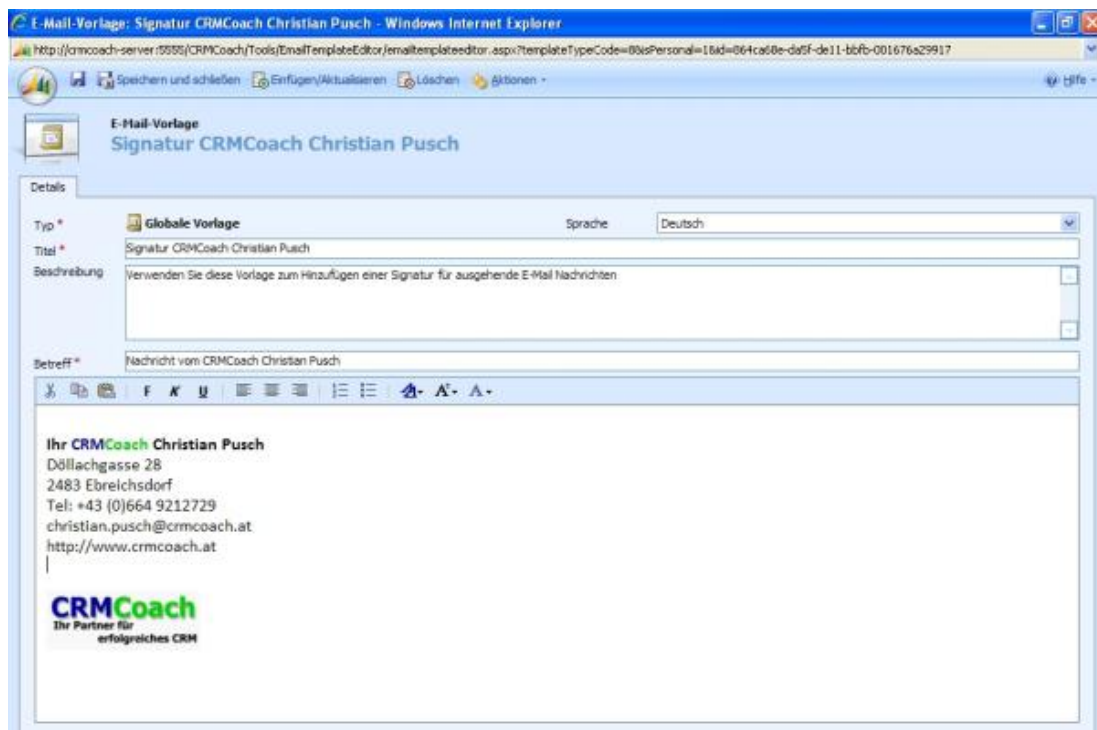 E-Mail-Vorlage: Signatur CRMCoach Christian Pusch - Windows Internet Explorer
http://crmcoach-server:5555/CRMCoach/Tools/EmailTemplateEditor/emailtemplateeditor.aspx?templateTypeCode=8&isPersonal=1&id=864ca68e-da5f-de11-bbfb-001676a29917
Speichern und schließen Einfügen/Aktualisieren Löschen Aktionen Hilfe
E-Mail-Vorlage
Signatur CRMCoach Christian Pusch
Details
Typ * Globale Vorlage Sprache Deutsch
Titel * Signatur CRMCoach Christian Pusch
Beschreibung Verwenden Sie diese Vorlage zum Hinzufügen einer Signatur für ausgehende E-Mail Nachrichten
Betreff * Nachricht vom CRMCoach Christian Pusch
F K U A A A
Ihr CRMCoach Christian Pusch
Döllachgasse 28
2483 Ebreichsdorf
Tel: +43 (0)664 9212729
christian.pusch@crmcoach.at
http://www.crmcoach.at
CRMCoach
Ihr Partner für
erfolgreiches CRM